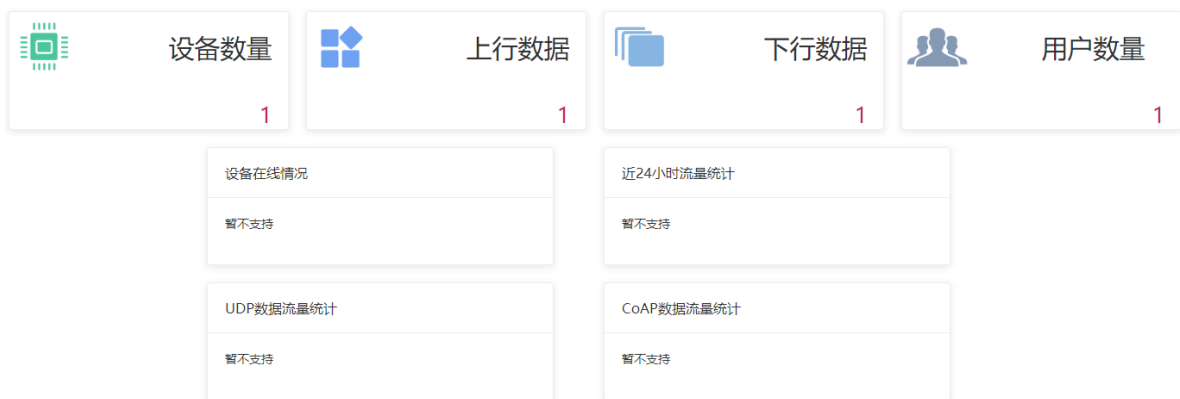 设备数量
1
上行数据
1
下行数据
1
用户数量
1
设备在线情况
暂不支持
近24小时流量统计
暂不支持
UDP数据流量统计
暂不支持
CoAP数据流量统计
暂不支持